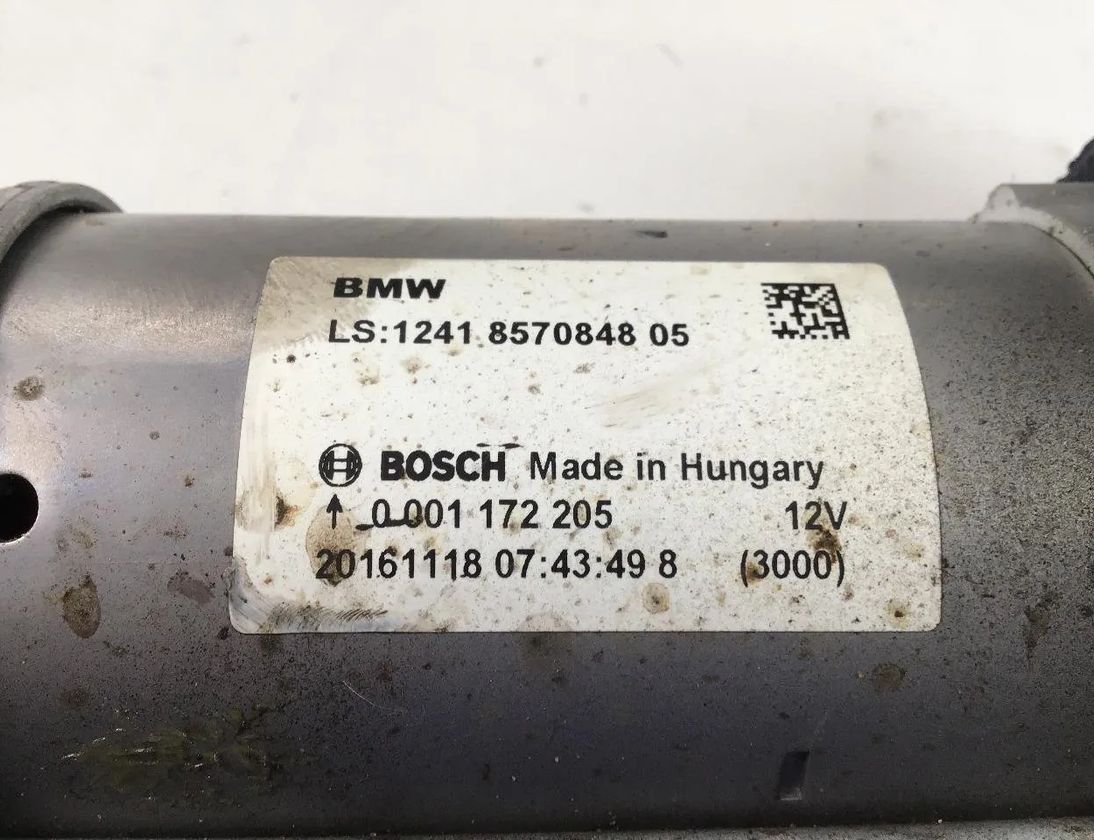 BMW
LS:1241 8570848 05
BOSCH Made in Hungary
↑ 0 001 172 205 12V
20161118 07:43:49 8 (3000)